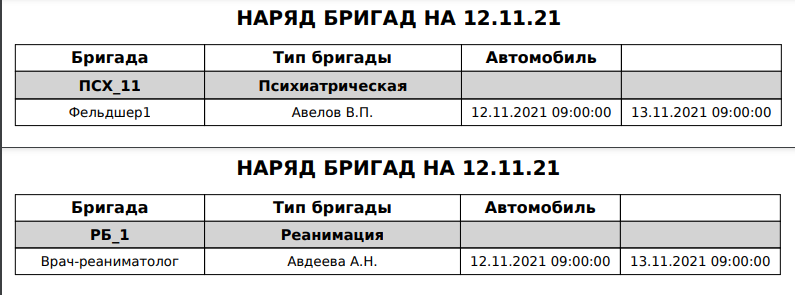 НАРЯД БРИГАД НА 12.11.21
Бригада Тип бригады Автомобиль
ПСХ_11 Психиатрическая
Фельдшер1 Авелов В.П. 12.11.2021 09:00:00 13.11.2021 09:00:00
НАРЯД БРИГАД НА 12.11.21
Бригада Тип бригады Автомобиль
РБ_1 Реанимация
Врач-реаниматолог Авдеева А.Н. 12.11.2021 09:00:00 13.11.2021 09:00:00